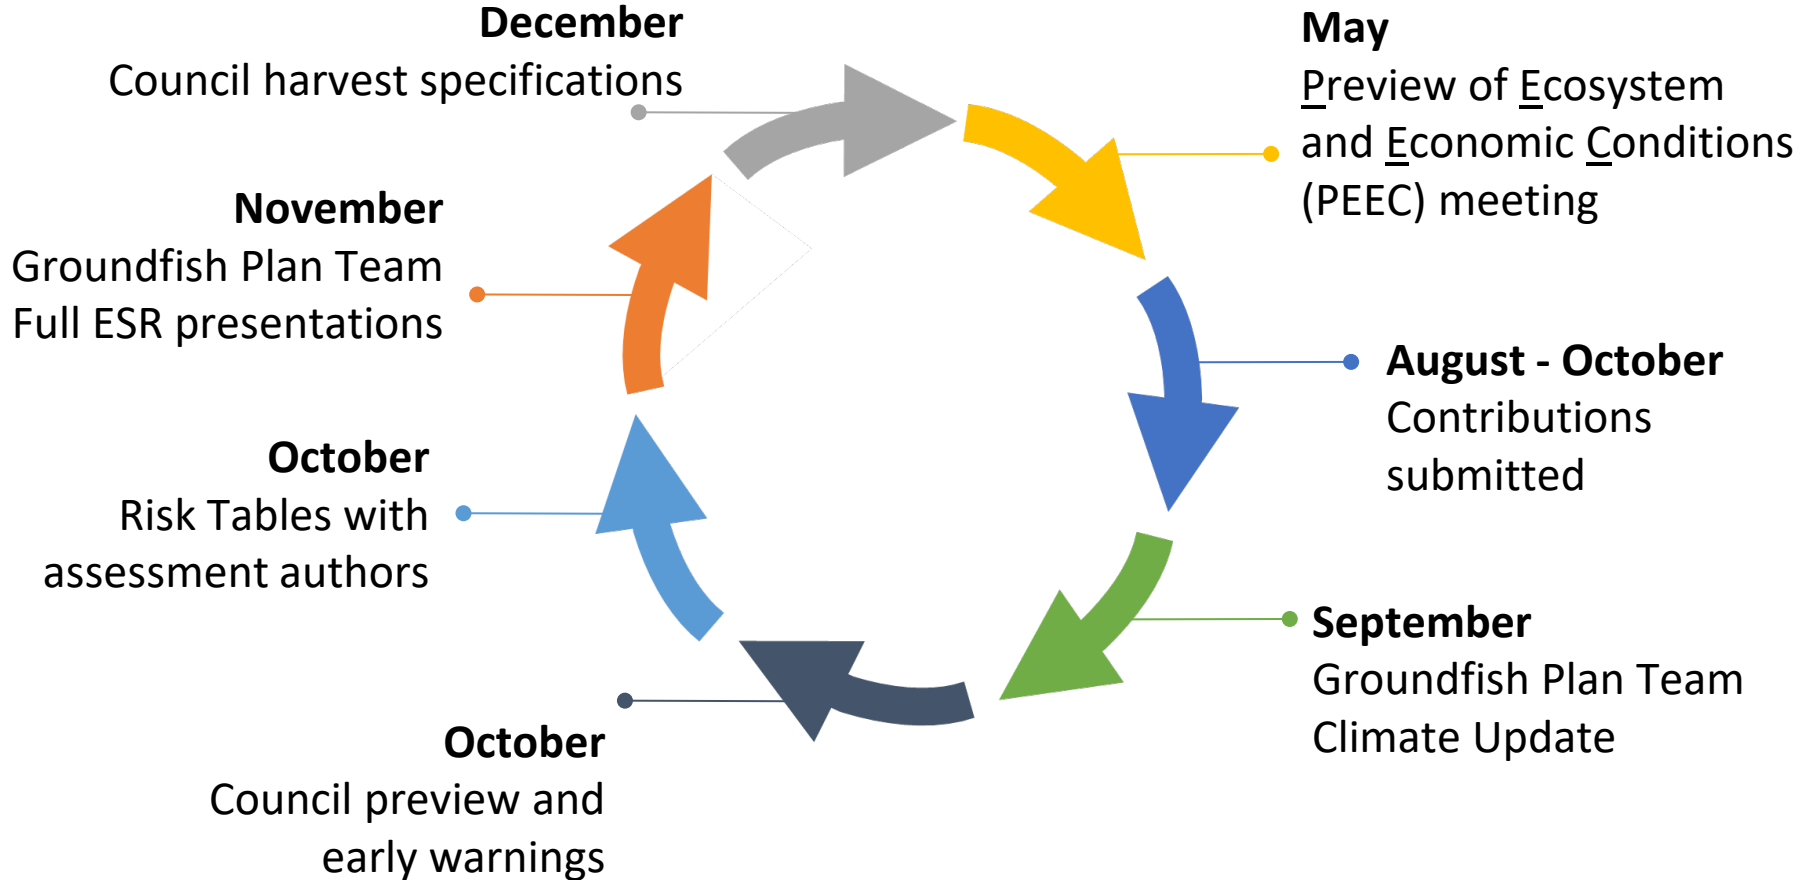 December
Council harvest specifications
May
Preview of Ecosystem
and Economic Conditions
(PEEC) meeting
November
Groundfish Plan Team
Full ESR presentations
August - October
Contributions
submitted
October
Risk Tables with
assessment authors
September
Groundfish Plan Team
Climate Update
October
Council preview and
early warnings